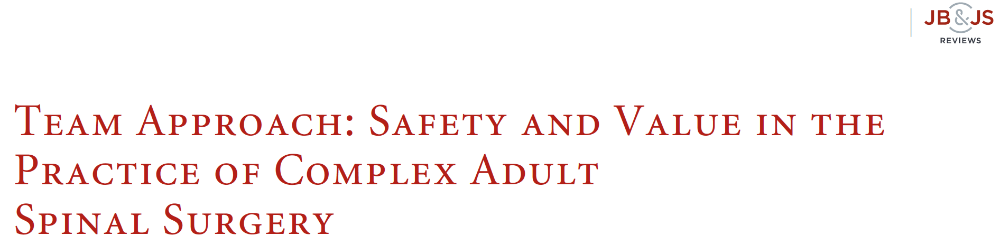 JB&JS
REVIEWS
Team Approach: Safety and Value in the
Practice of Complex Adult
Spinal Surgery